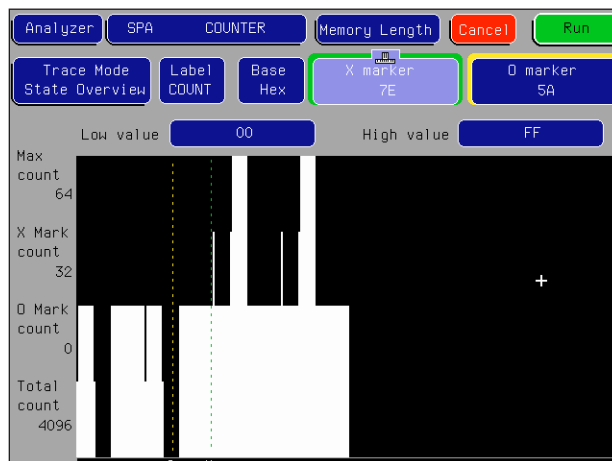 Analyzer SPA COUNTER Memory Length Cancel Run
Trace Mode Label Base X marker O marker
State Overview COUNT Hex 7E 5A
Low value 00 High value FF
Max
count
64
X Mark
count
32
O Mark
count
0
Total
count
4096